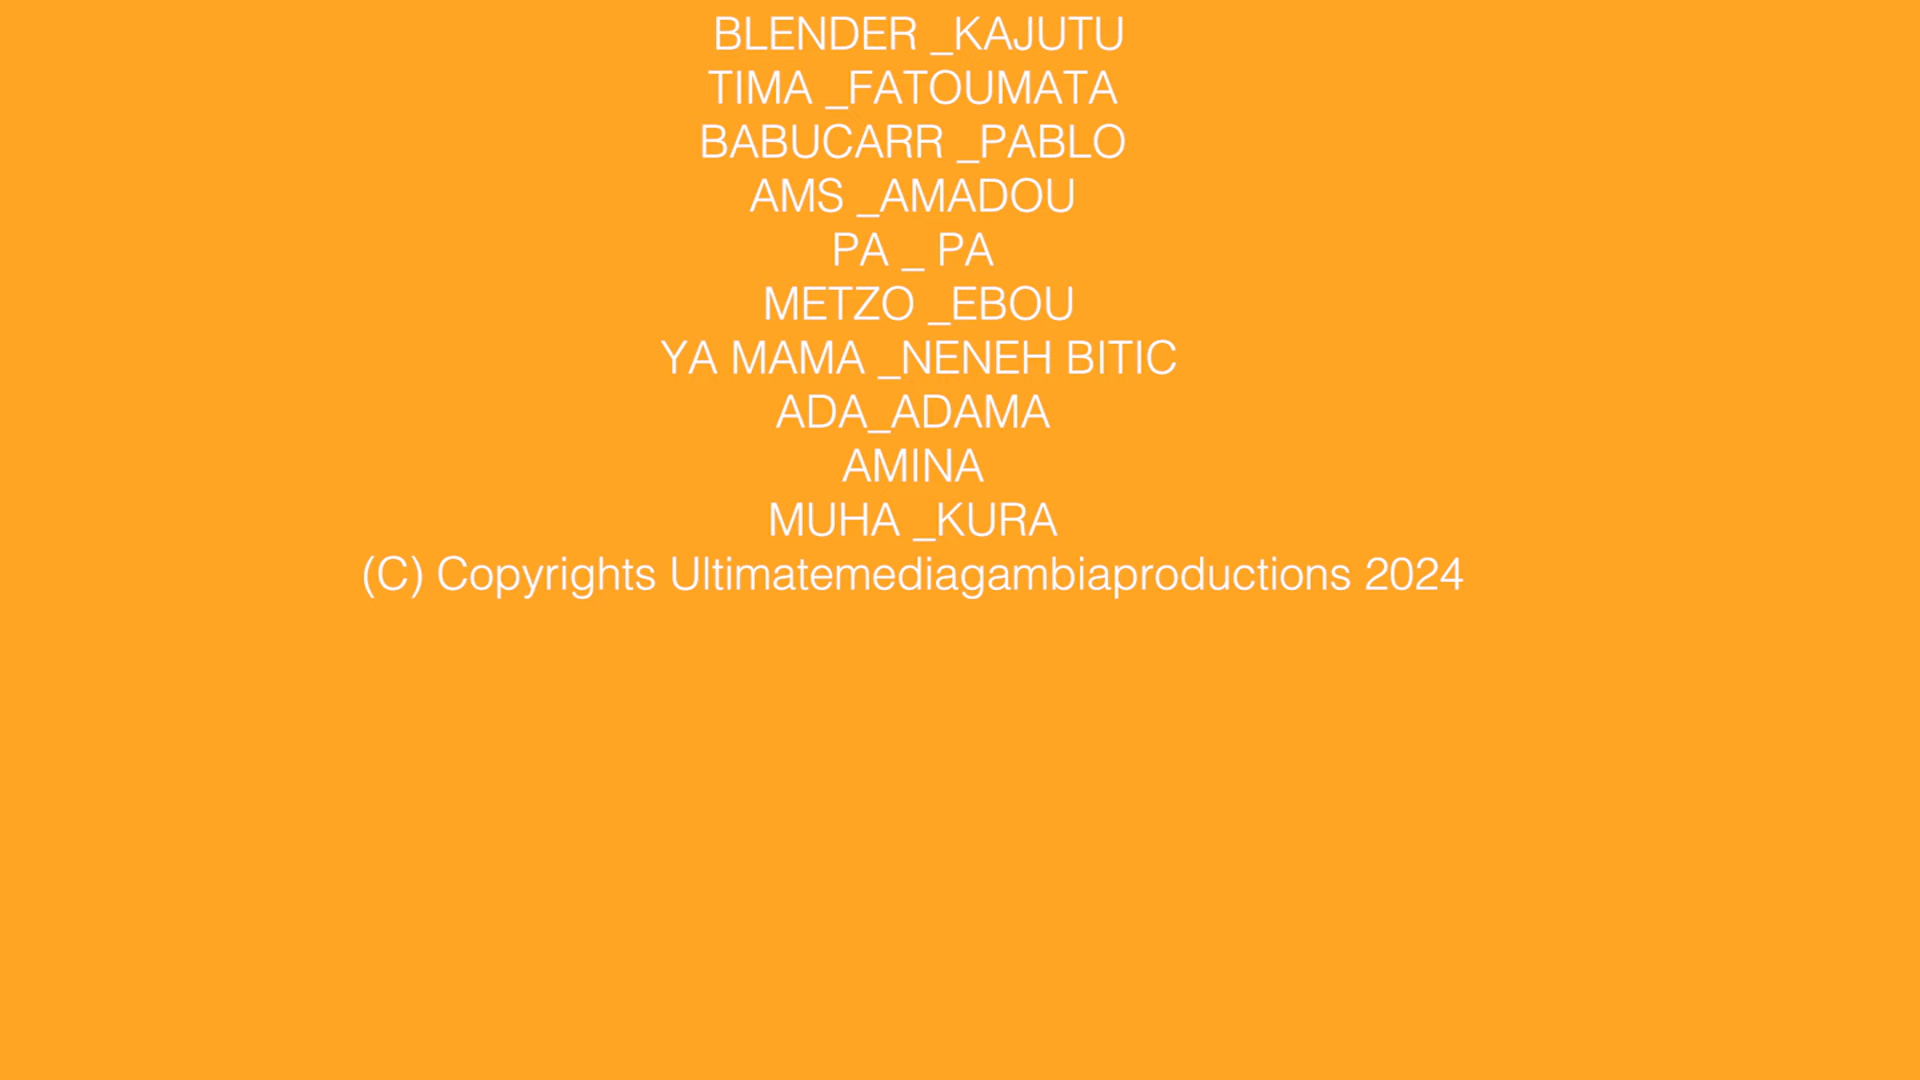 BLENDER _KAJUTU
TIMA _FATOUMATA
BABUCARR _PABLO
AMS _AMADOU
PA _ PA
METZO _EBOU
YA MAMA _NENEH BITIC
ADA_ADAMA
AMINA
MUHA _KURA
(C) Copyrights Ultimatemediagambiaproductions 2024